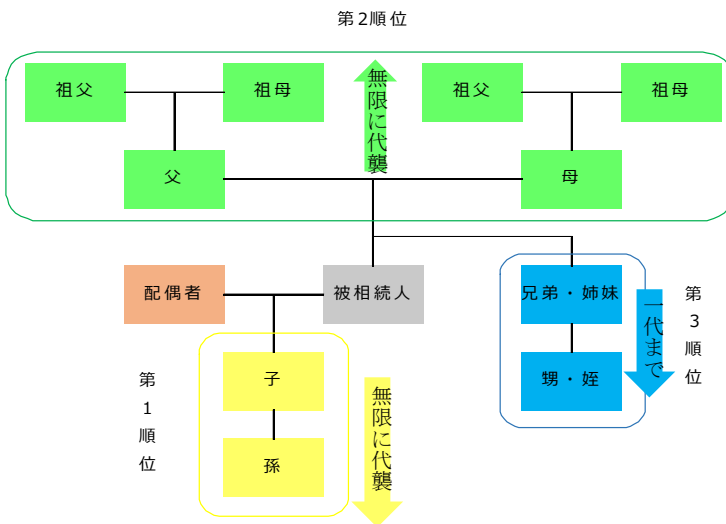 第2順位
祖父
祖母
無限に代襲
祖父
祖母
父
母
配偶者
被相続人
兄弟・姉妹
一代まで
第3順位
甥・姪
第1順位
子
孫
無限に代襲